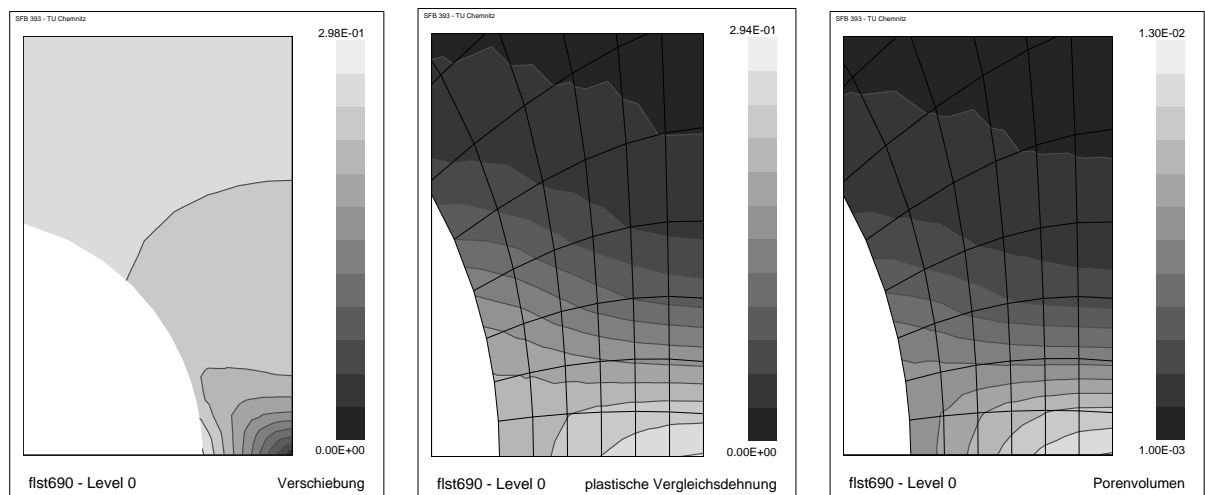 SFB 393 - TU Chemnitz
2.98E-01
0.00E+00
flst690 - Level 0 Verschiebung
SFB 393 - TU Chemnitz
2.94E-01
0.00E+00
flst690 - Level 0 plastische Vergleichsdehnung
SFB 393 - TU Chemnitz
1.30E-02
1.00E-03
flst690 - Level 0 Porenvolumen